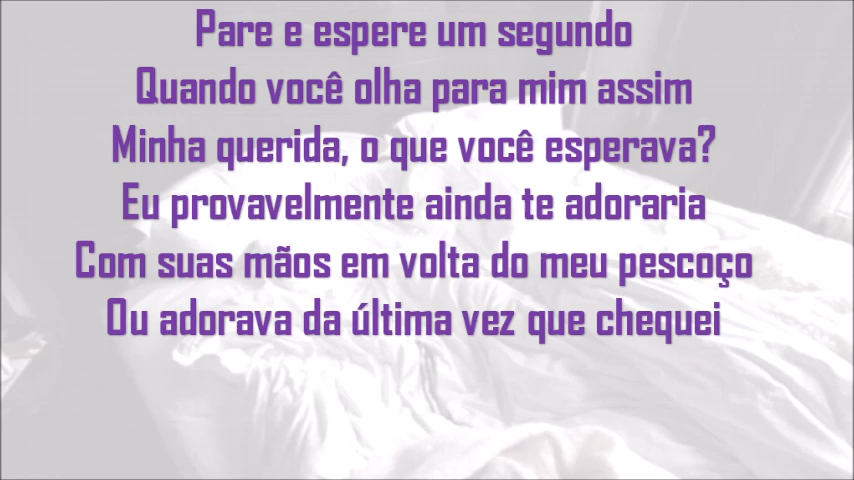 Pare e espere um segundo
Quando você olha para mim assim
Minha querida, o que você esperava?
Eu provavelmente ainda te adoraria
Com suas mãos em volta do meu pescoço
Ou adorava da última vez que chequei